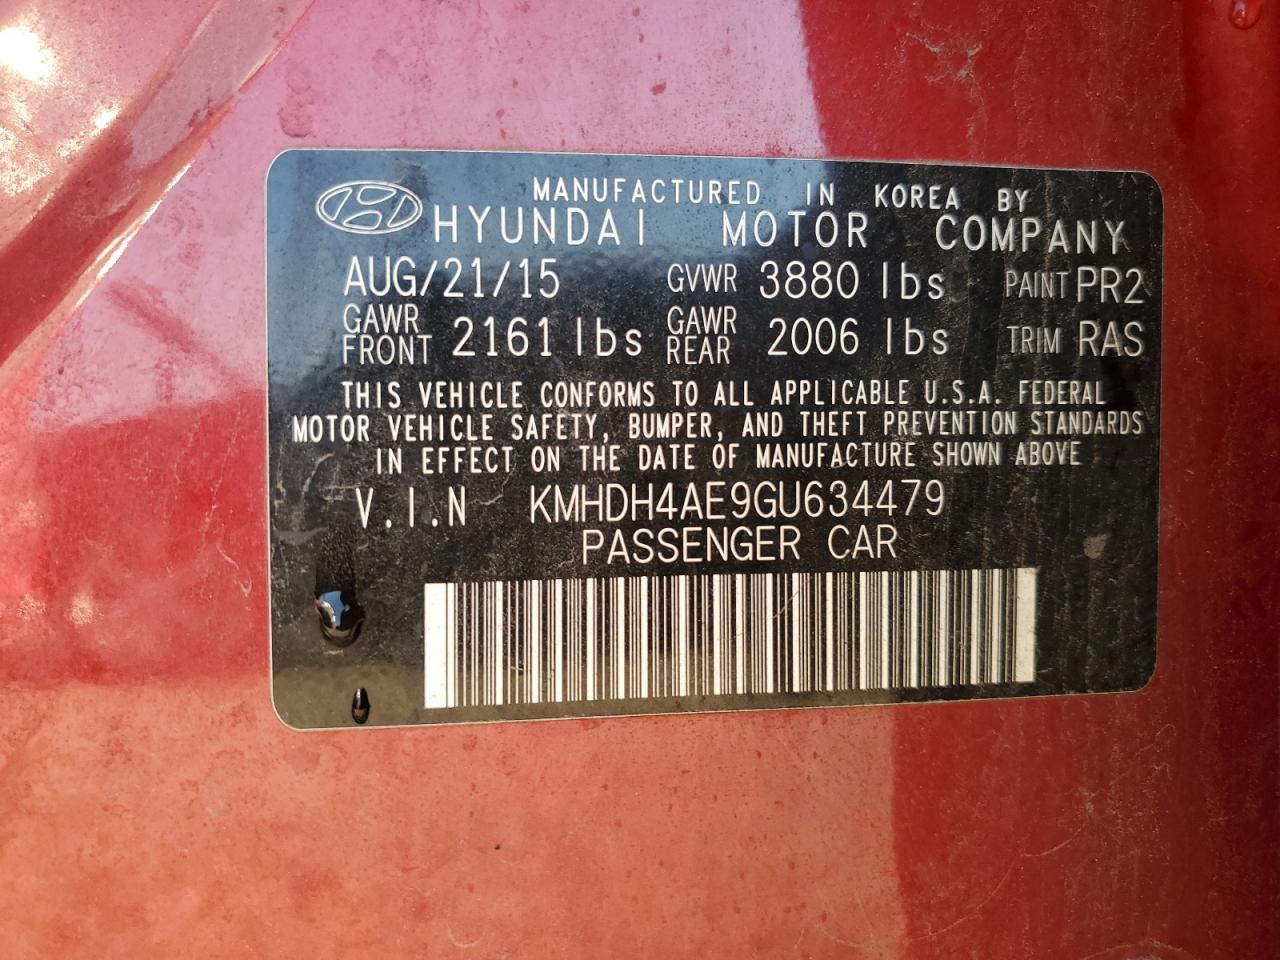 MANUFACTURED IN KOREA BY
HYUNDAI MOTOR COMPANY
AUG/21/15 GVWR 3880 lbs PAINT PR2
GAWR FRONT 2161 lbs GAWR REAR 2006 lbs TRIM RAS
THIS VEHICLE CONFORMS TO ALL APPLICABLE U.S.A. FEDERAL
MOTOR VEHICLE SAFETY, BUMPER, AND THEFT PREVENTION STANDARDS
IN EFFECT ON THE DATE OF MANUFACTURE SHOWN ABOVE
V.I.N KMHDH4AE9GU634479
PASSENGER CAR